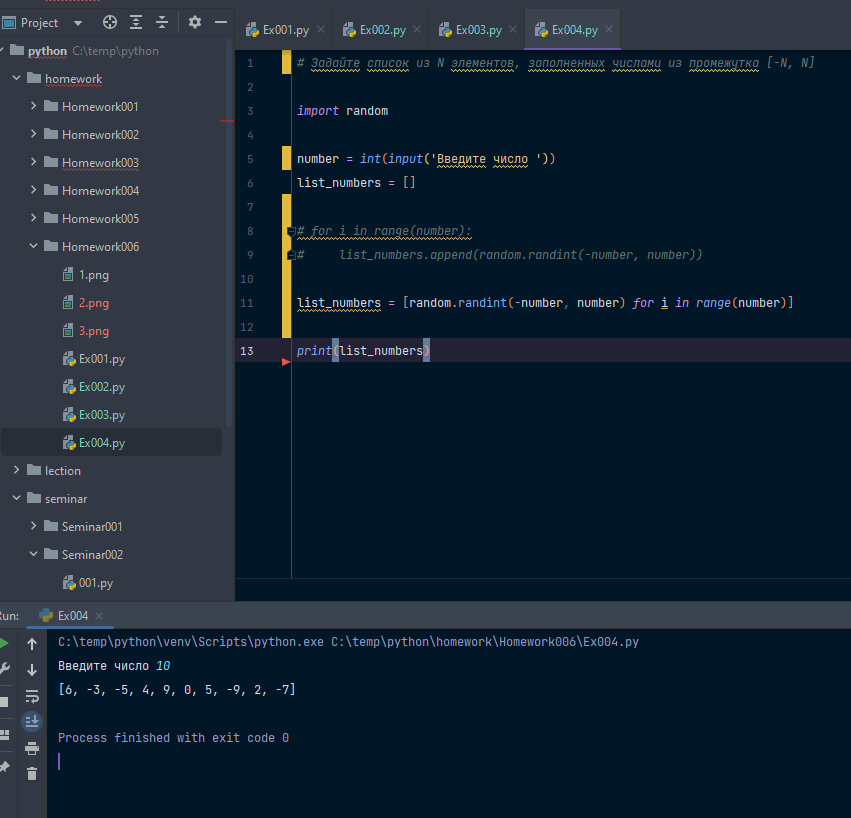 Project
python C:\temp\python
homework
Homework001
Homework002
Homework003
Homework004
Homework005
Homework006
1.png
2.png
3.png
Ex001.py
Ex002.py
Ex003.py
Ex004.py
lection
seminar
Seminar001
Seminar002
001.py
Ex001.py Ex002.py Ex003.py Ex004.py
1 # Задайте список из N элементов, заполненных числами из промежутка [-N, N]
2
3 import random
4
5 number = int(input('Введите число '))
6 list_numbers = []
7
8 # for i in range(number):
9 #     list_numbers.append(random.randint(-number, number))
10
11 list_numbers = [random.randint(-number, number) for i in range(number)]
12
13 print(list_numbers)
Run: Ex004
C:\temp\python\venv\Scripts\python.exe C:\temp\python\homework\Homework006\Ex004.py
Введите число 10
[6, -3, -5, 4, 9, 0, 5, -9, 2, -7]
Process finished with exit code 0